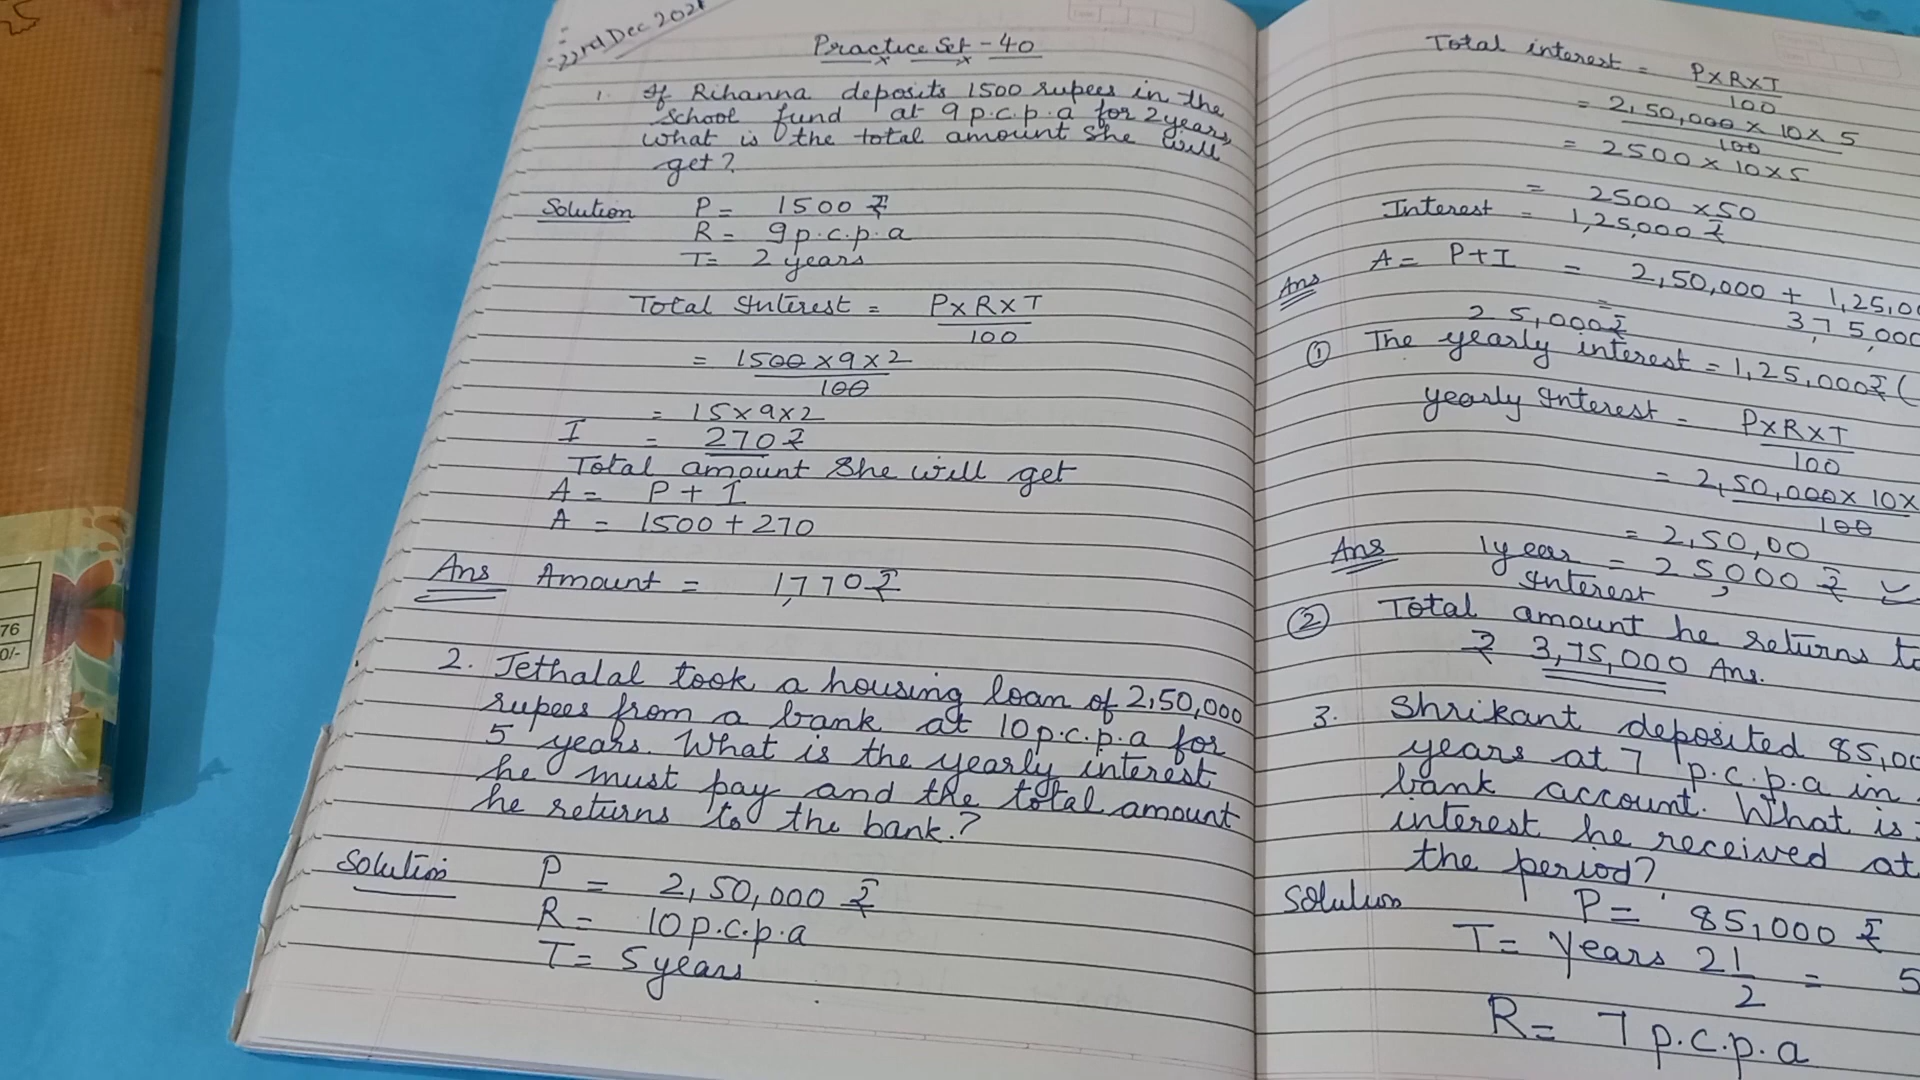 22rd Dec 2021
Practice Set - 40
1. If Rihanna deposits 1500 rupees in the
school fund at 9 p.c.p.a for 2 years,
what is the total amount she will
get?
Solution P = 1500 ₹
R = 9 p.c.p.a
T = 2 years
Total Interest = P×R×T
100
= 1500 × 9 × 2
100
= 15 × 9 × 2
I = 270 ₹
Total amount she will get
A = P + I
A = 1500 + 270
Ans Amount = 1,770 ₹
2. Jethalal took a housing loan of 2,50,000
rupees from a bank at 10 p.c.p.a for
5 years. What is the yearly interest
he must pay and the total amount
he returns to the bank.?
Solution P = 2,50,000 ₹
R = 10 p.c.p.a
T = 5 years
Total interest = P×R×T
100
= 2,50,000 × 10 × 5
100
= 2500 × 10 × 5
= 2500 × 50
Interest = 1,25,000 ₹
Ans A = P+I = 2,50,000 + 1,25,00
= 3,75,000
25,000 ₹
① The yearly interest = 1,25,000 ₹ (
yearly Interest = P×R×T
100
= 2,50,000 × 10 ×
100
= 2,50,00
Ans 1 year = 25,000 ₹
Interest
② Total amount he returns to
₹ 3,75,000 Ans.
3. Shrikant deposited 85,00
years at 7 p.c.p.a in
bank account. What is
interest he received at
the period?
Solution P = 85,000 ₹
T = Years 2 1/2 = 5
R = 7 p.c.p.a
76
0/-